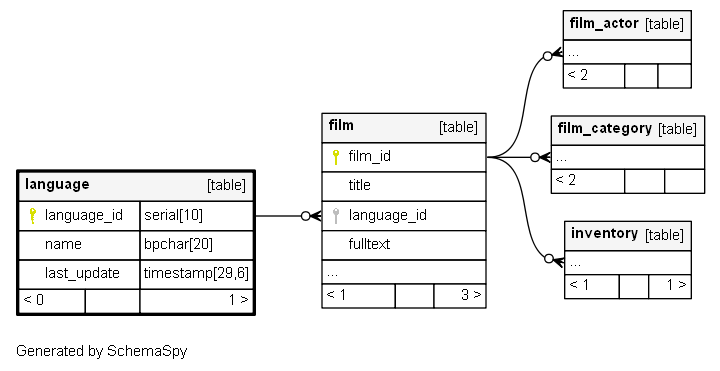 film_actor [table]
...
< 2
film [table]
film_id
title
language_id
fulltext
...
< 1 3 >
film_category [table]
...
< 2
language [table]
language_id serial[10]
name bpchar[20]
last_update timestamp[29,6]
< 0 1 >
inventory [table]
...
< 1 1 >
Generated by SchemaSpy